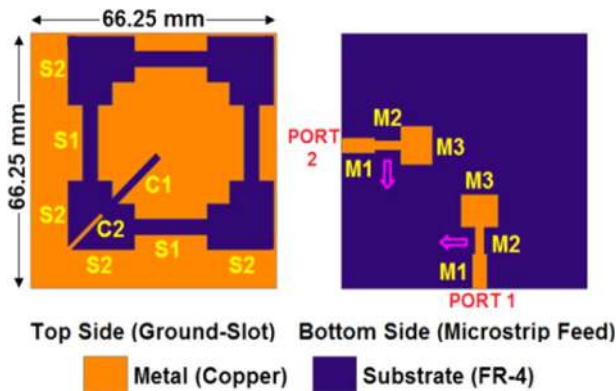 66.25 mm
66.25 mm
S2
S1
S2
S2
C1
C2
S1
S2
PORT
2
M1
M2
M3
M3
M2
M1
PORT 1
Top Side (Ground-Slot)
Bottom Side (Microstrip Feed)
Metal (Copper)
Substrate (FR-4)